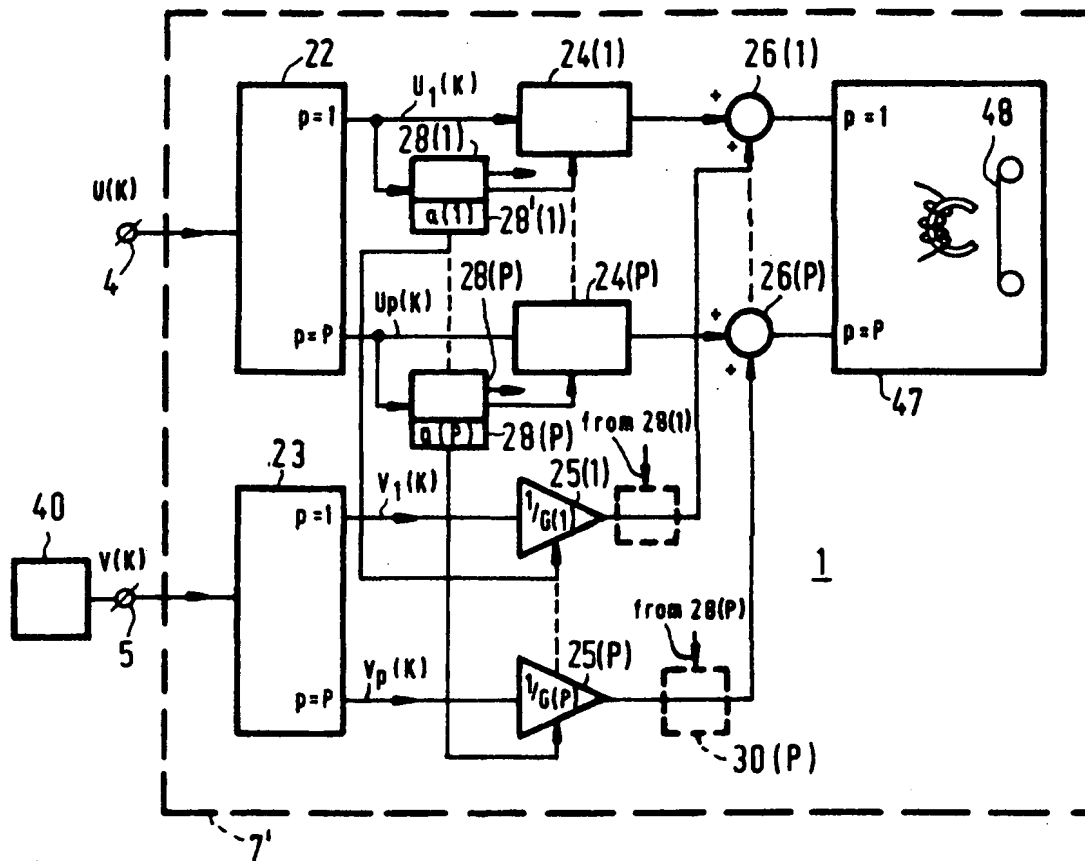 22
24(1)
26(1)
p=1
U1(K)
p=1
48
28(1)
U(K)
a(1)
28'(1)
4
28(P)
24(P)
26(P)
Up(K)
p=P
p=P
47
from 28(1)
a(P)
28(P)
23
25(1)
V1(K)
40
p=1
1/G(1)
V(K)
1
from 28(P)
5
25(P)
Vp(K)
p=P
1/G(P)
30(P)
7'
+
+
+
+